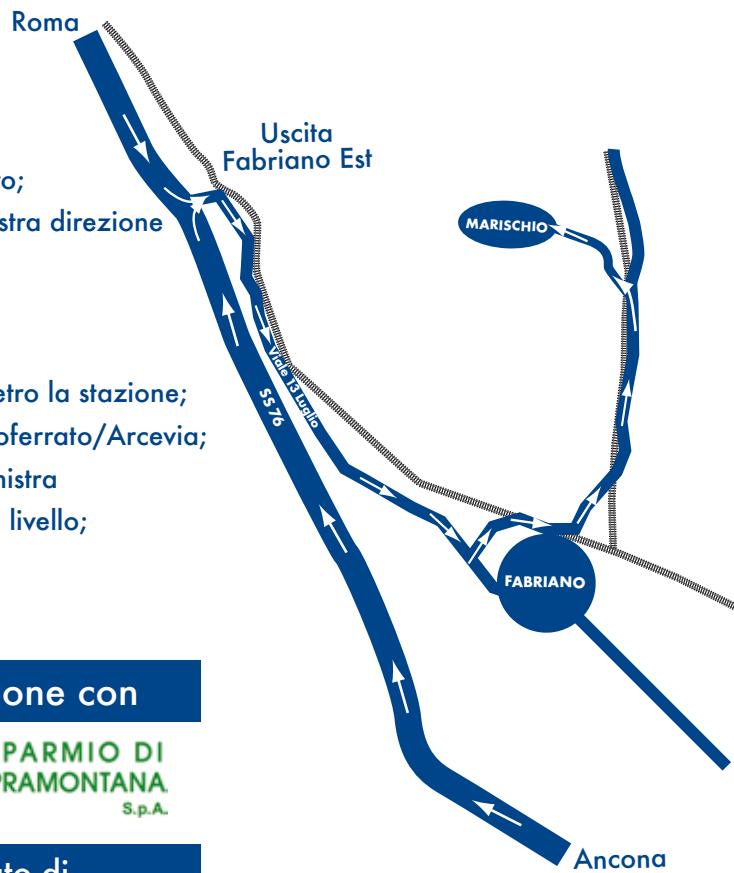 Roma
Uscita
Fabriano Est
o;
stra direzione
MARISCHIO
etro la stazione;
oferrato/Arcevia;
nistra
livello;
Viale 13 Luglio
SS 76
FABRIANO
one con
PARMIO DI
PRAMONTANA
S.p.A.
Ancona